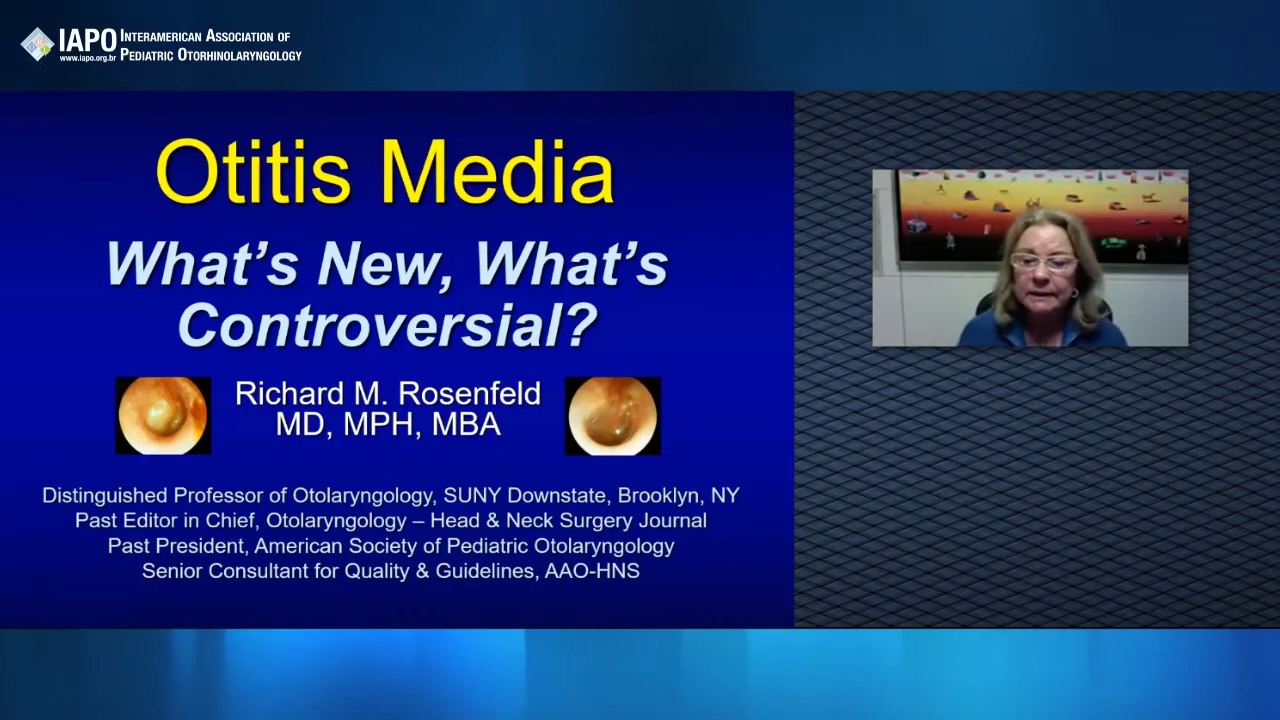 IAPO
INTERAMERICAN ASSOCIATION OF
PEDIATRIC OTORHINOLARYNGOLOGY
www.iapo.org.br
Otitis Media
What's New, What's
Controversial?
Richard M. Rosenfeld
MD, MPH, MBA
Distinguished Professor of Otolaryngology, SUNY Downstate, Brooklyn, NY
Past Editor in Chief, Otolaryngology – Head & Neck Surgery Journal
Past President, American Society of Pediatric Otolaryngology
Senior Consultant for Quality & Guidelines, AAO-HNS